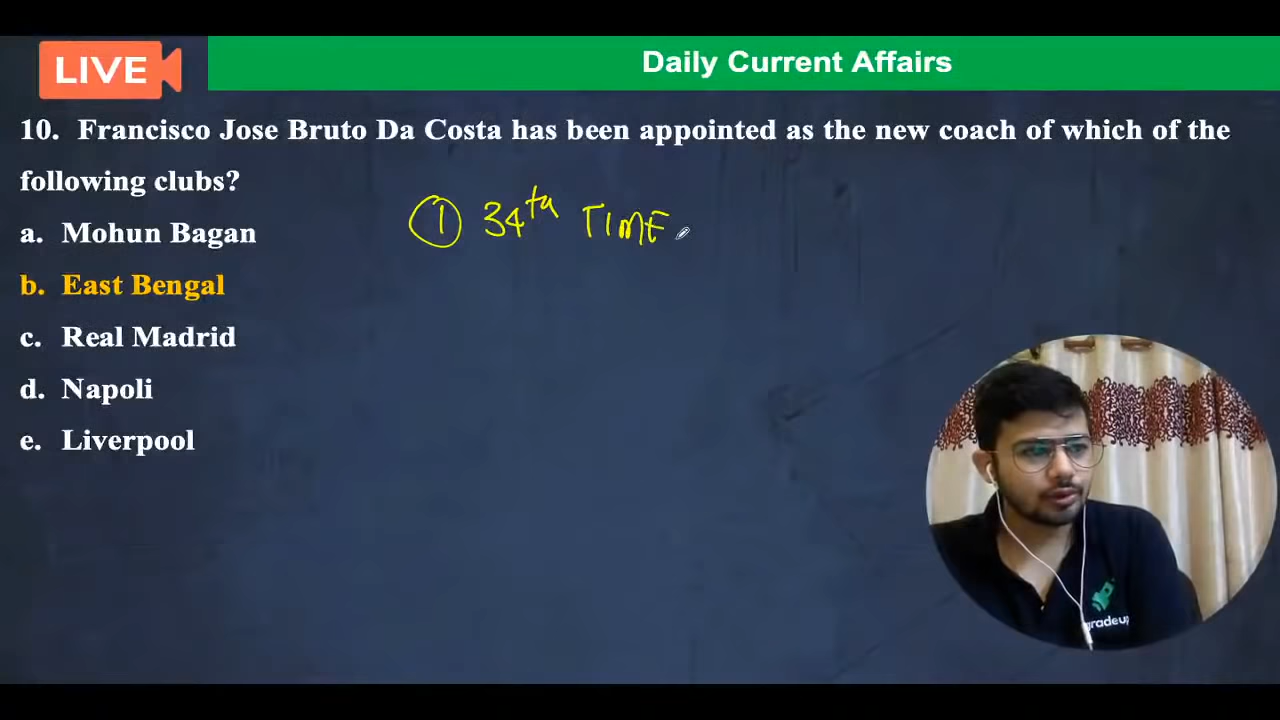 LIVE
Daily Current Affairs
10. Francisco Jose Bruto Da Costa has been appointed as the new coach of which of the
following clubs?
① 34th TIME
a. Mohun Bagan
b. East Bengal
c. Real Madrid
d. Napoli
e. Liverpool
gradeup